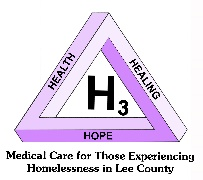 HEALTH
HEALING
H3
HOPE
Medical Care for Those Experiencing
Homelessness in Lee County